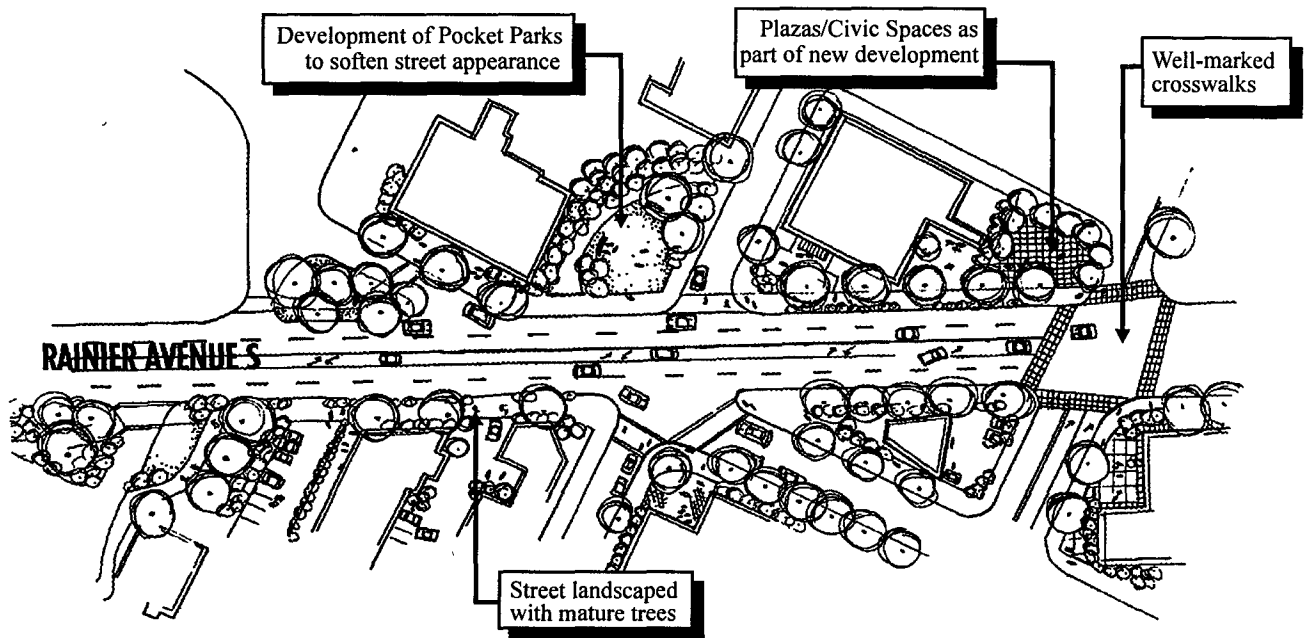 Development of Pocket Parks
to soften street appearance
Plazas/Civic Spaces as
part of new development
Well-marked
crosswalks
RAINIER AVENUE S
Street landscaped
with mature trees